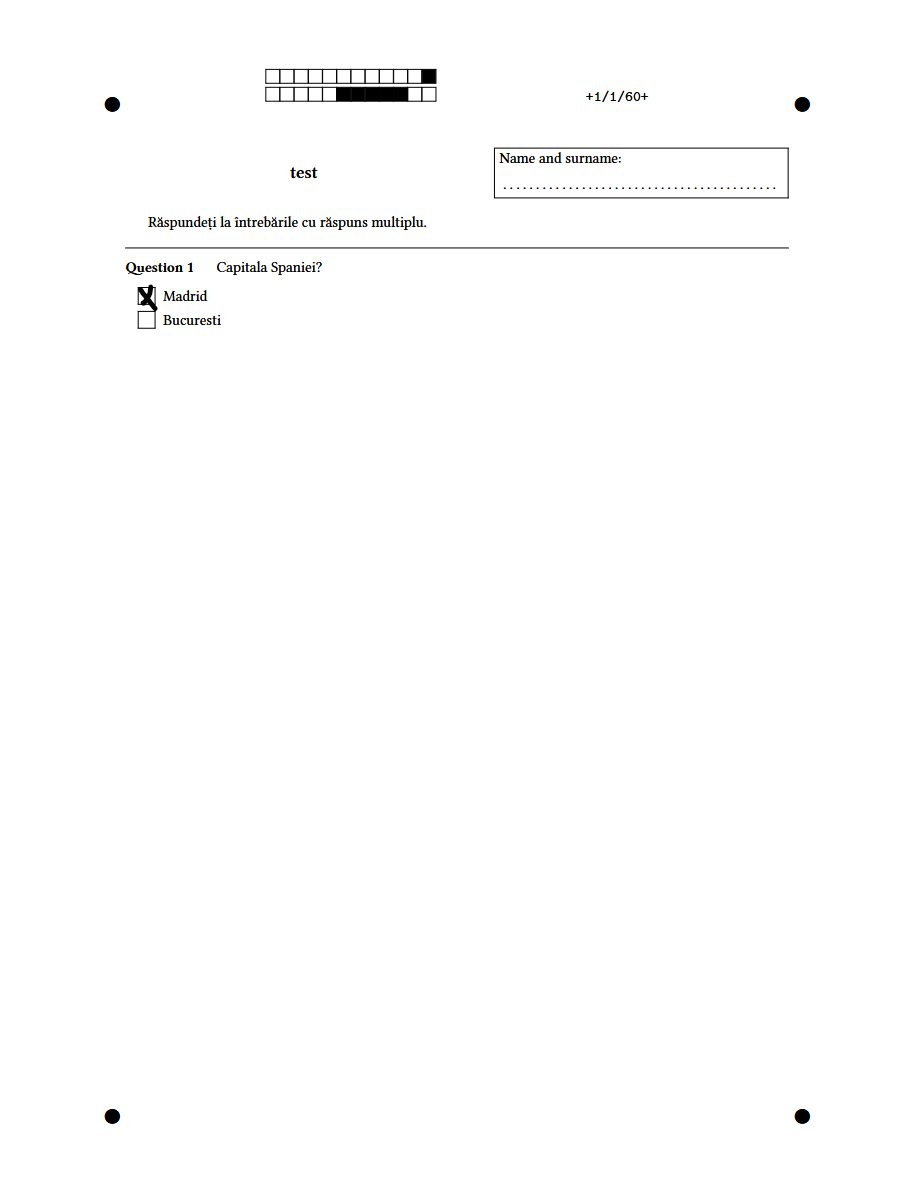 +1/1/60+
test
Name and surname:
..........................................
Răspundeți la întrebările cu răspuns multiplu.
Question 1 Capitala Spaniei?
Madrid
Bucuresti